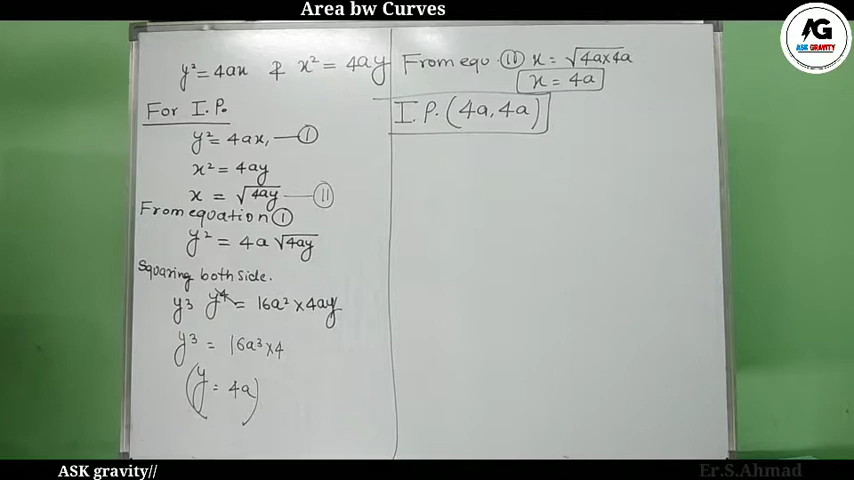 Area bw Curves
AG
ASK GRAVITY
y² = 4ax & x² = 4ay
For I.P.
y² = 4ax, — ①
x² = 4ay
x = √4ay — ⑪
From equation ①
y² = 4a √4ay
Squaring both side.
y³ y⁴ = 16a² × 4ay
y³ = 16a³ × 4
(y = 4a)
From equ. ⑪ x = √4a×4a
x = 4a
I.P. (4a, 4a)
ASK gravity//
Er.S.Ahmad